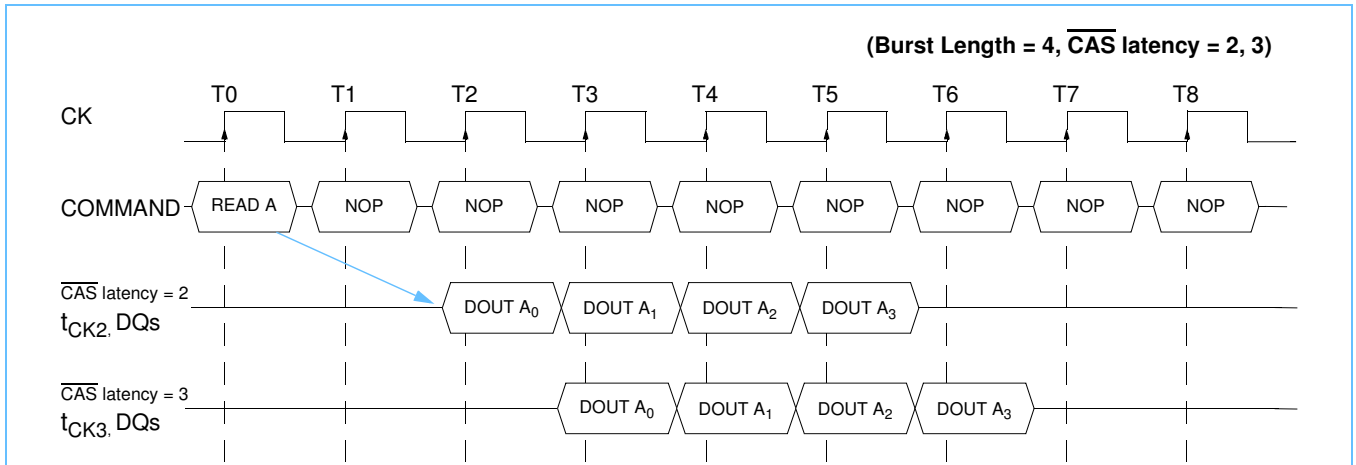 (Burst Length = 4, CAS latency = 2, 3)
T0 T1 T2 T3 T4 T5 T6 T7 T8
CK
COMMAND READ A NOP NOP NOP NOP NOP NOP NOP NOP
CAS latency = 2
tCK2, DQs DOUT A0 DOUT A1 DOUT A2 DOUT A3
CAS latency = 3
tCK3, DQs DOUT A0 DOUT A1 DOUT A2 DOUT A3